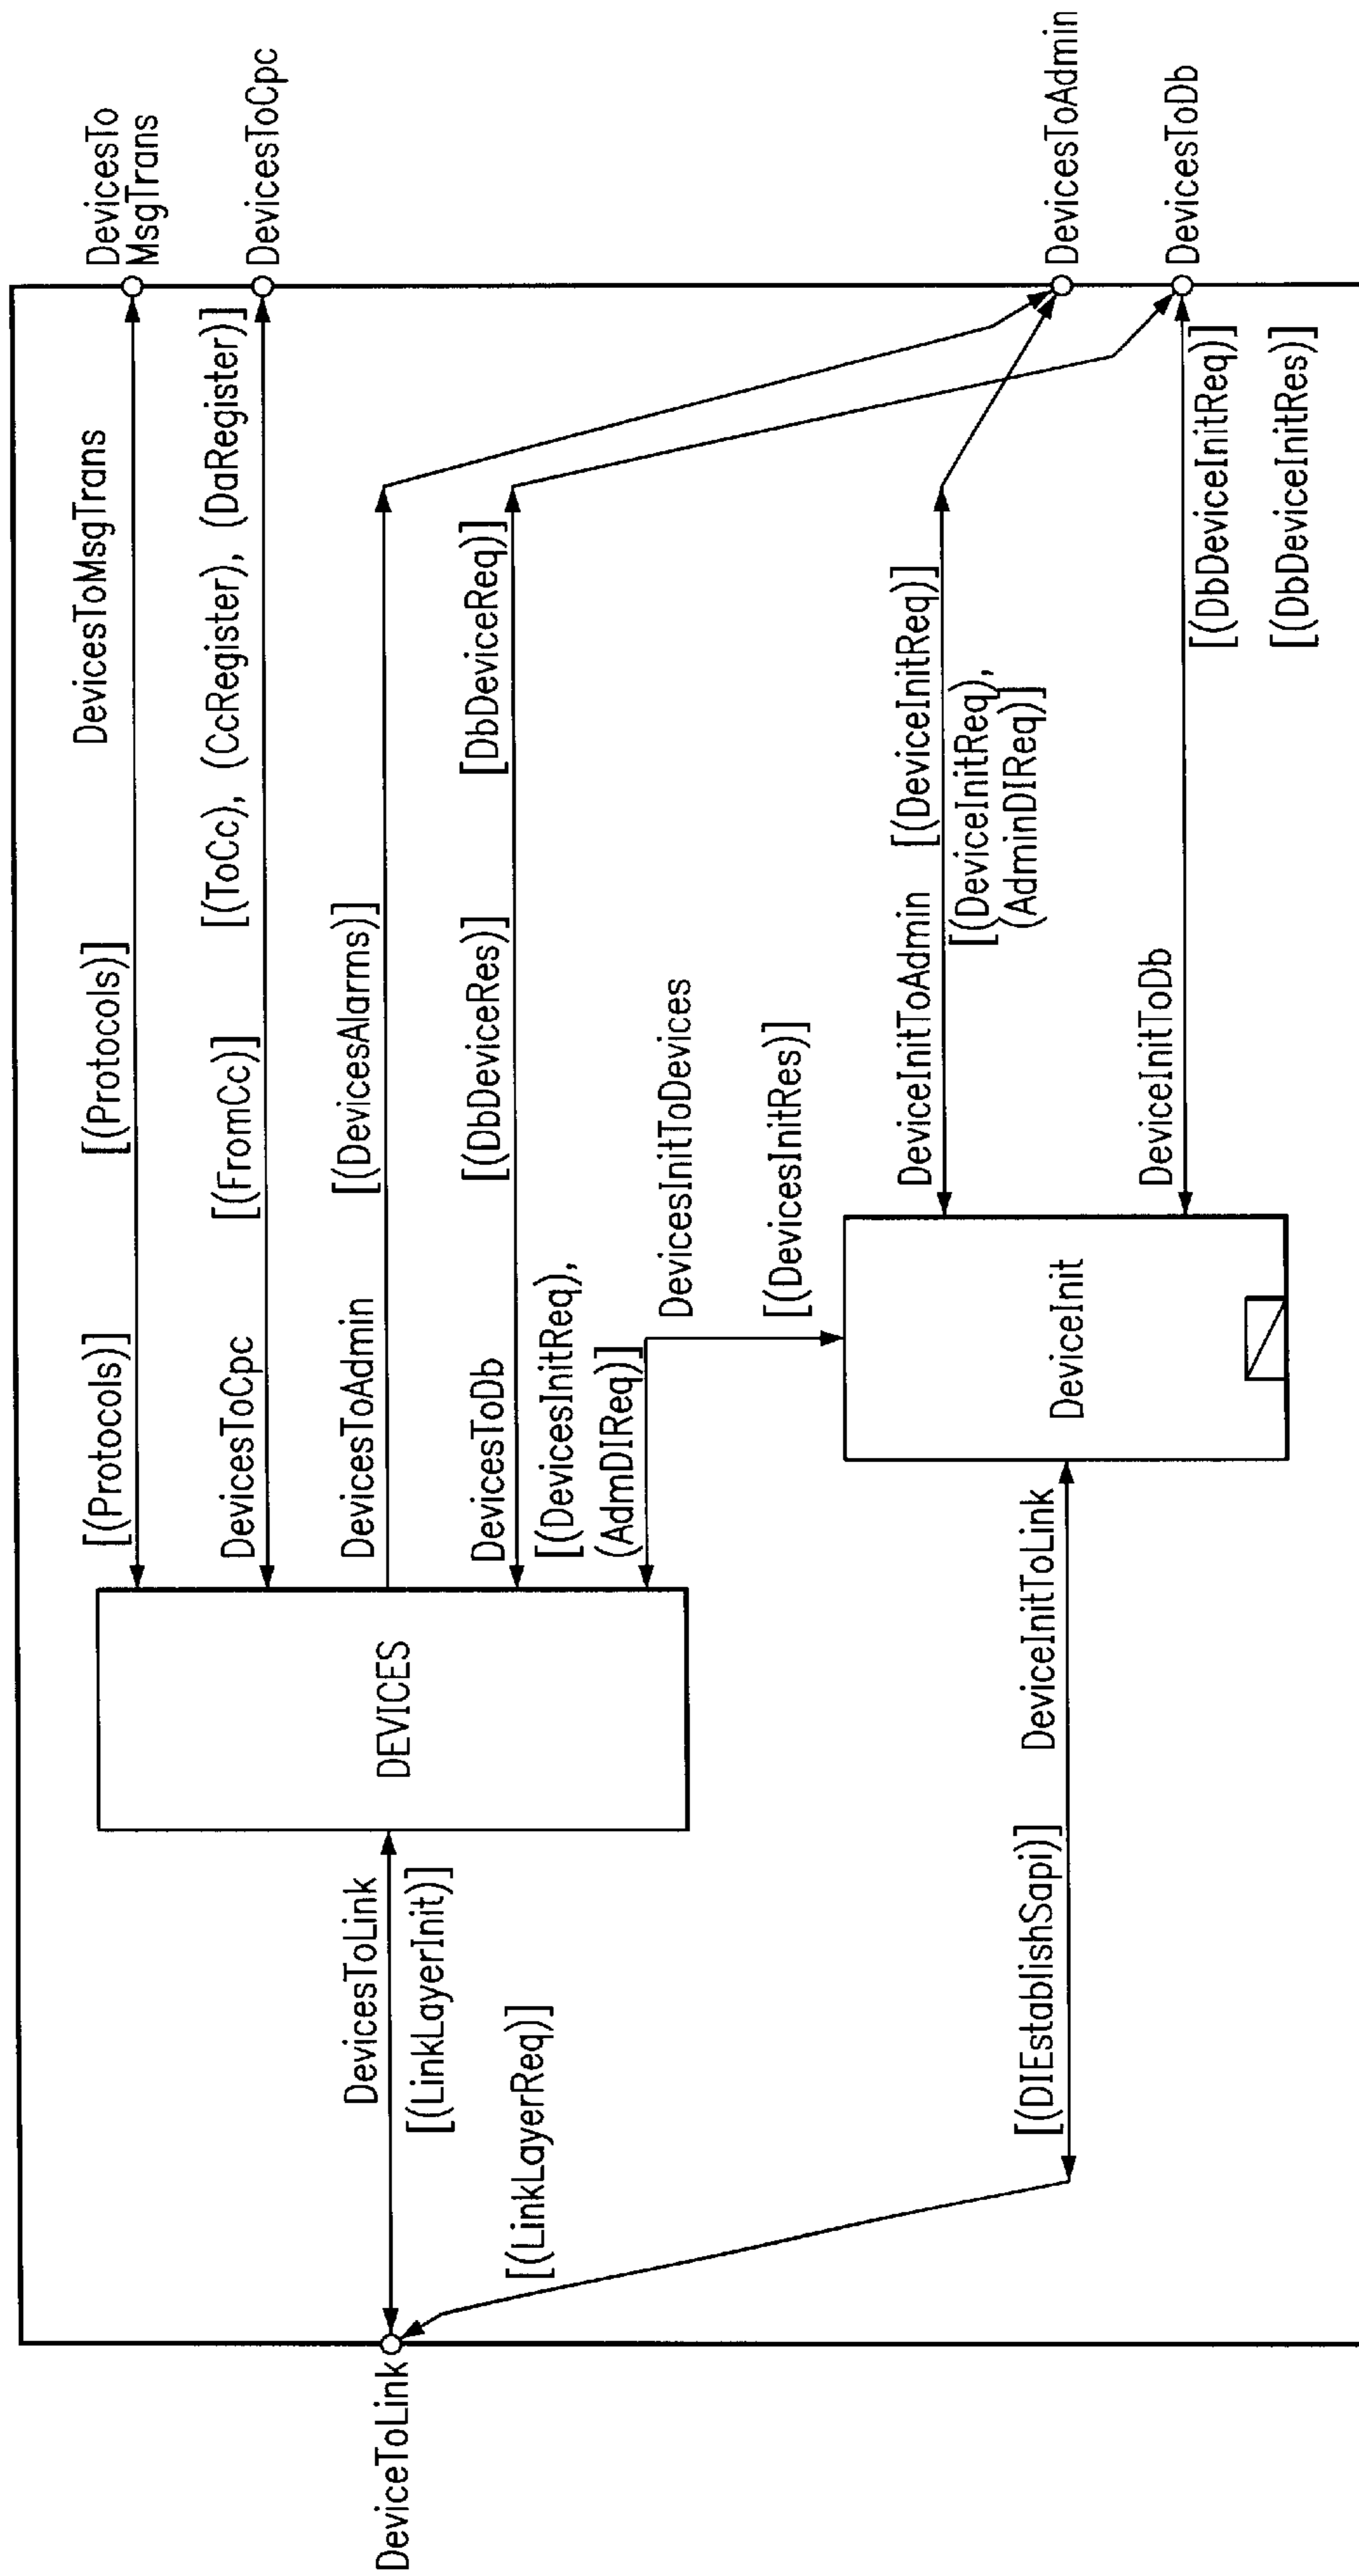 DevicesTo
MsgTrans
DevicesToMsgTrans
[(Protocols)]
[(Protocols)]
DevicesToCpc
[(ToCc), (CcRegister), (DaRegister)]
[(FromCc)]
DevicesToCpc
[(DevicesAlarms)]
DevicesToAdmin
[(DbDeviceRes)]
[DbDeviceReq)]
DevicesToDb
[(DevicesInitReq),
(AdmDIReq)]
DevicesInitToDevices
[(DevicesInitRes)]
DEVICES
DevicesToLink
[(LinkLayerInit)]
[(LinkLayerReq)]
DeviceToLink
DeviceInitToAdmin
[(DeviceInitReq)]
[(DeviceInitReq),
(AdminDIReq)]
DevicesToAdmin
DeviceInit
DeviceInitToLink
[(DIEstablishSapi)]
DeviceInitToDb
[(DbDeviceInitReq)]
[(DbDeviceInitRes)]
DevicesToDb